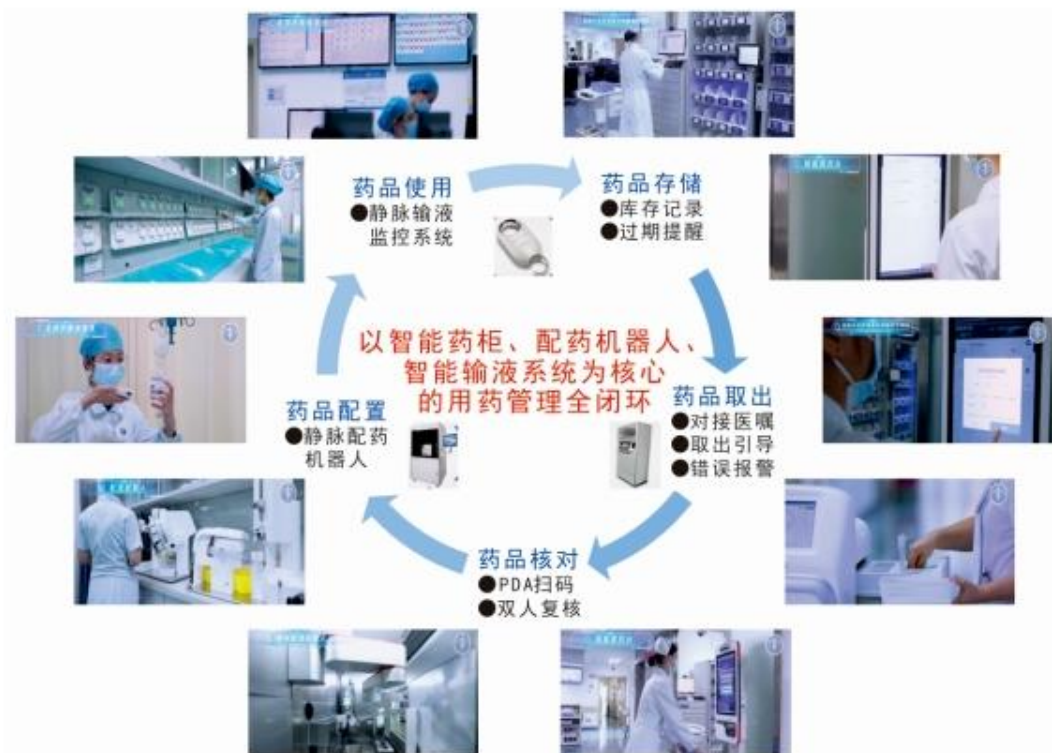 药品使用
●静脉输液
监控系统
药品存储
●库存记录
●过期提醒
以智能药柜、配药机器人、
智能输液系统为核心
的用药管理全闭环
药品取出
●对接医嘱
●取出引导
●错误报警
药品配置
●静脉配药
机器人
药品核对
●PDA扫码
●双人复核